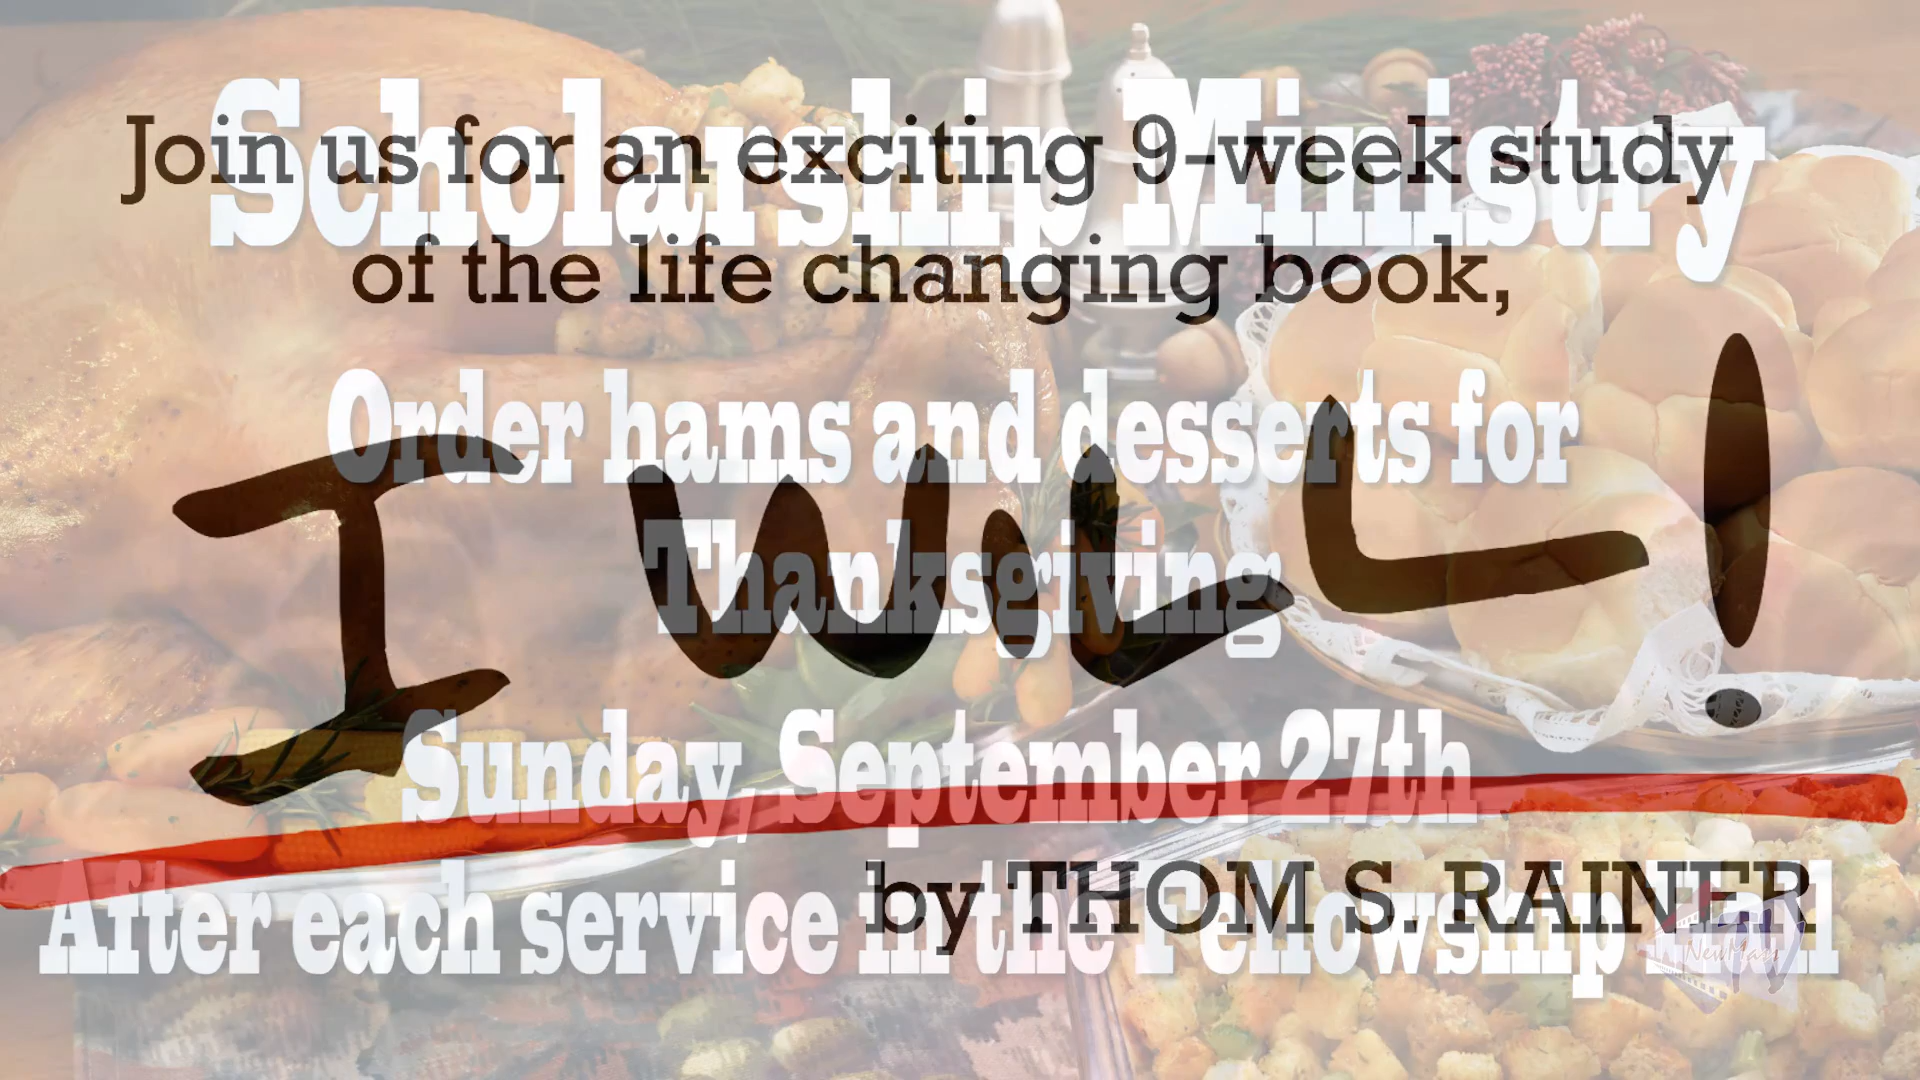 Scholarship Ministry
Join us for an exciting 9-week study
of the life changing book,
Order hams and desserts for
I WILL!
Thanksgiving
Sunday, September 27th
After each service in the Fellowship Hall
by THOM S. RAINER
NewMass